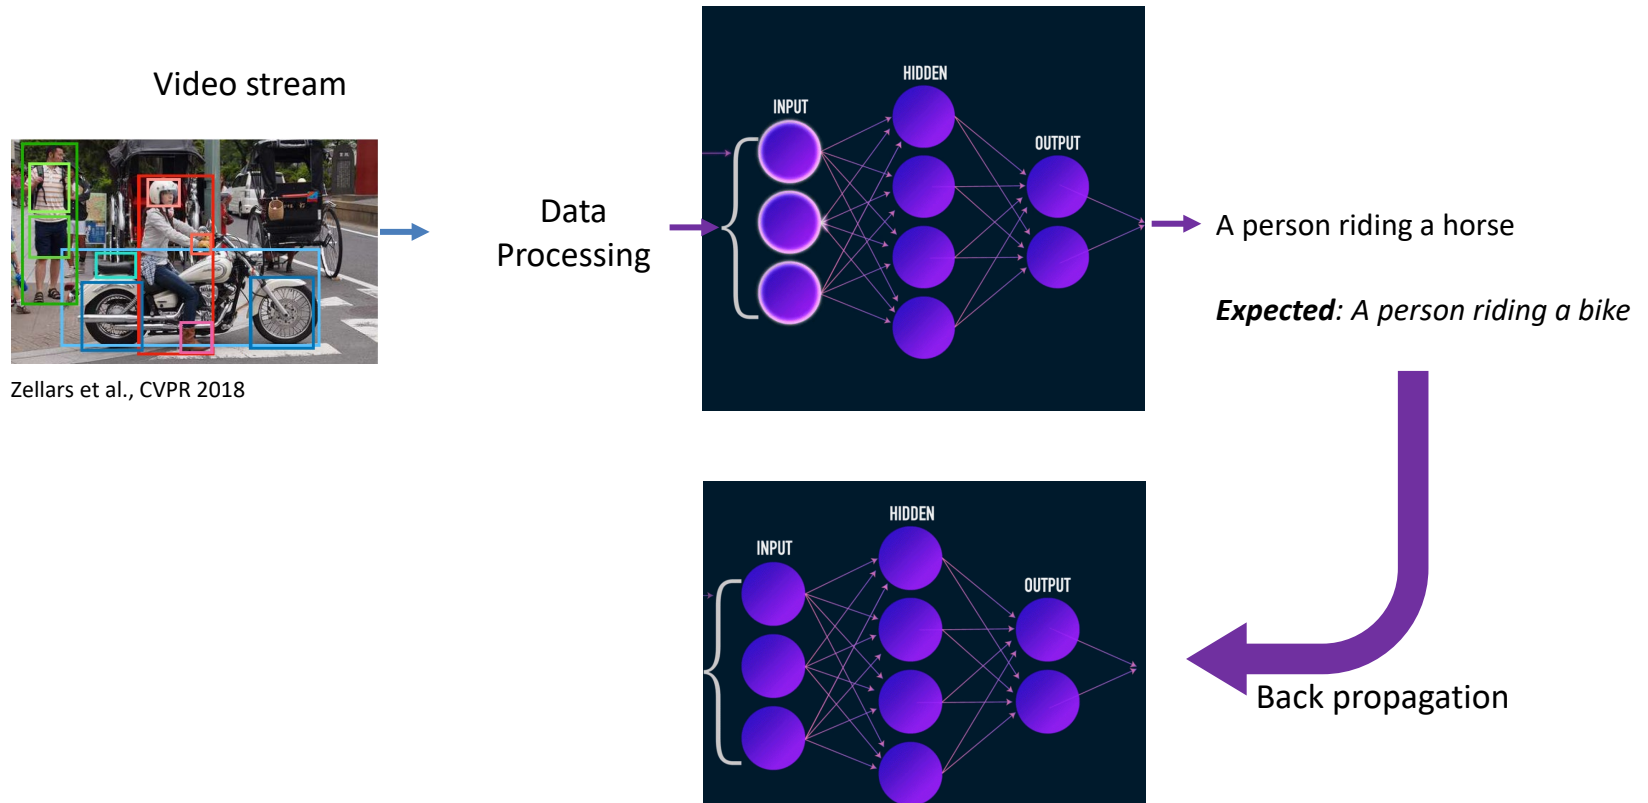 Video stream
Zellars et al., CVPR 2018
Data
Processing
INPUT
HIDDEN
OUTPUT
A person riding a horse
Expected: A person riding a bike
INPUT
HIDDEN
OUTPUT
Back propagation